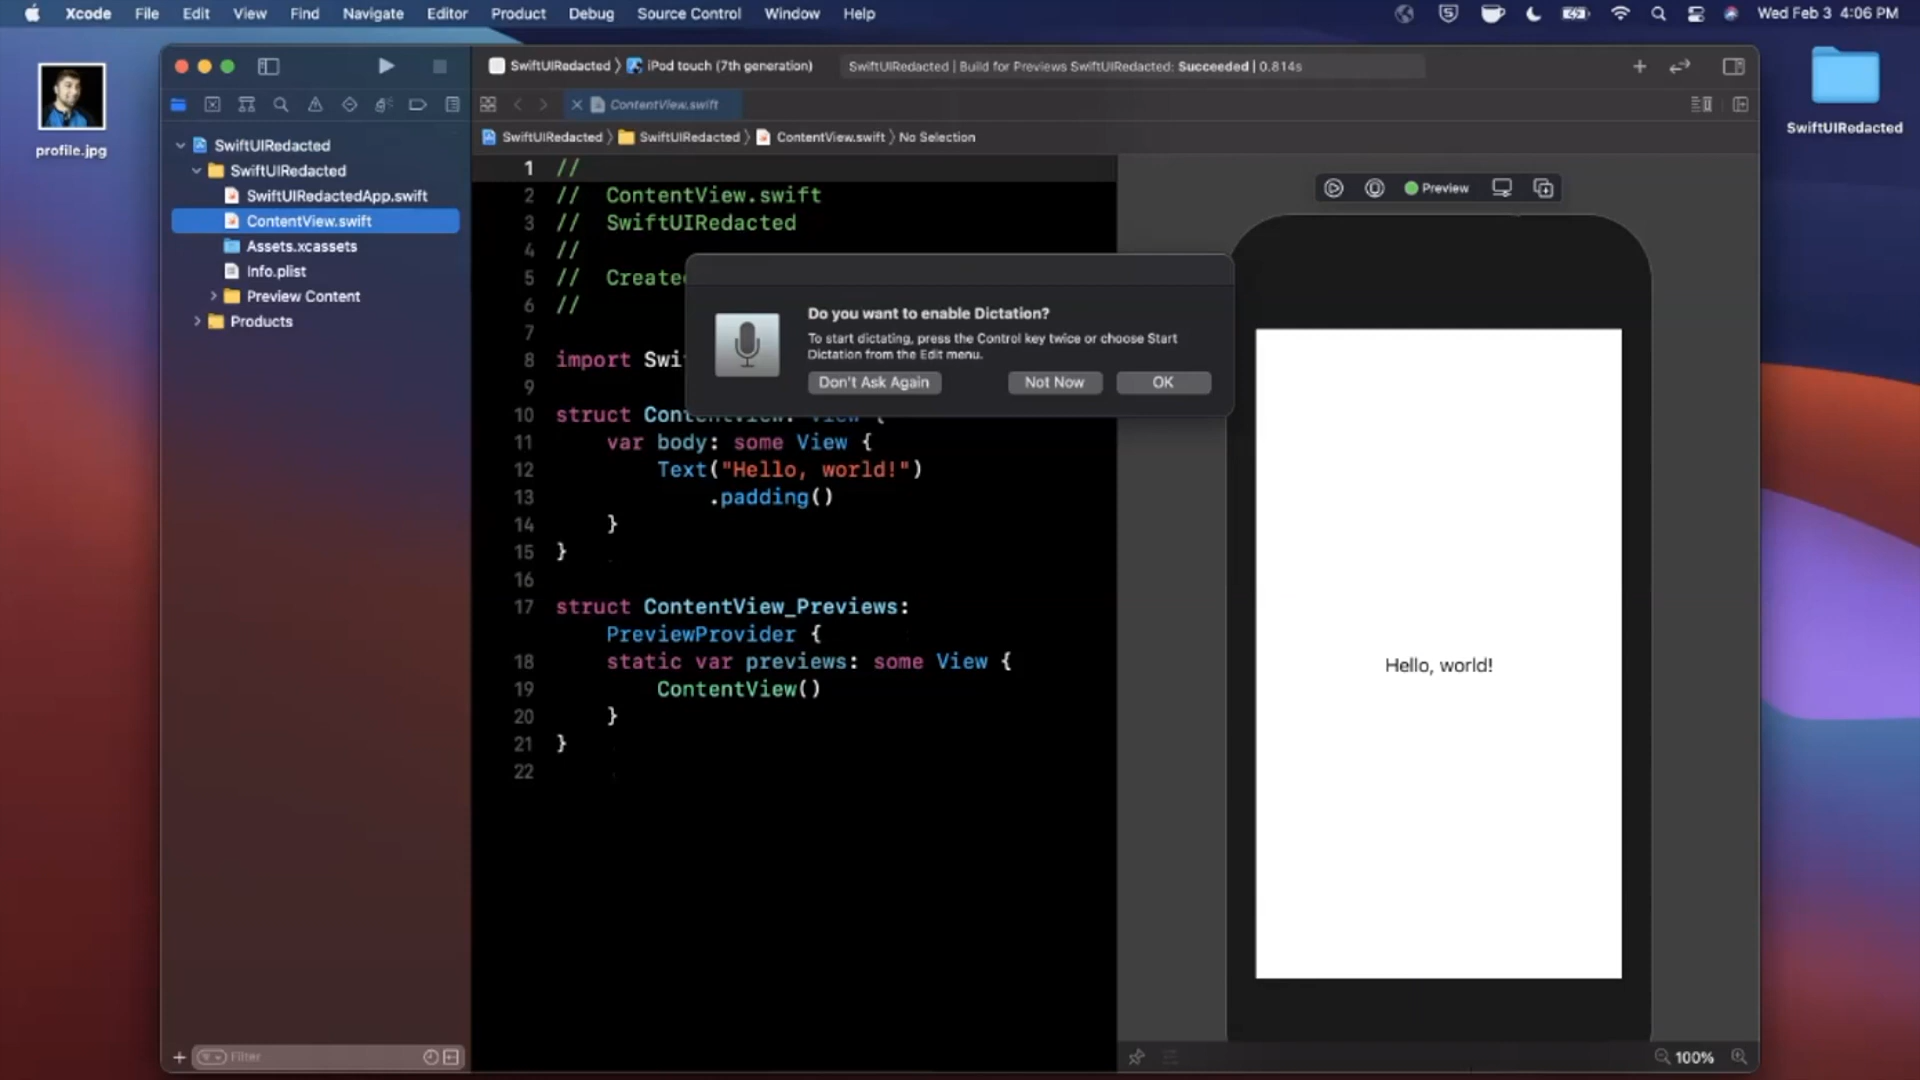 Xcode File Edit View Find Navigate Editor Product Debug Source Control Window Help Wed Feb 3 4:06 PM
profile.jpg
SwiftUIRedacted
SwiftUIRedacted iPod touch (7th generation) SwiftUIRedacted | Build for Previews SwiftUIRedacted: Succeeded | 0.814s
ContentView.swift
SwiftUIRedacted SwiftUIRedacted ContentView.swift No Selection
SwiftUIRedacted
SwiftUIRedacted
SwiftUIRedactedApp.swift
ContentView.swift
Assets.xcassets
Info.plist
Preview Content
Products
Filter
1 //
2 // ContentView.swift
3 // SwiftUIRedacted
4 //
5 // Create
6 //
7
8 import Swi
9
10 struct ContentView: View {
11 var body: some View {
12 Text("Hello, world!")
13 .padding()
14 }
15 }
16
17 struct ContentView_Previews:
PreviewProvider {
18 static var previews: some View {
19 ContentView()
20 }
21 }
22
Do you want to enable Dictation?
To start dictating, press the Control key twice or choose Start
Dictation from the Edit menu.
Don't Ask Again Not Now OK
Preview
Hello, world!
100%